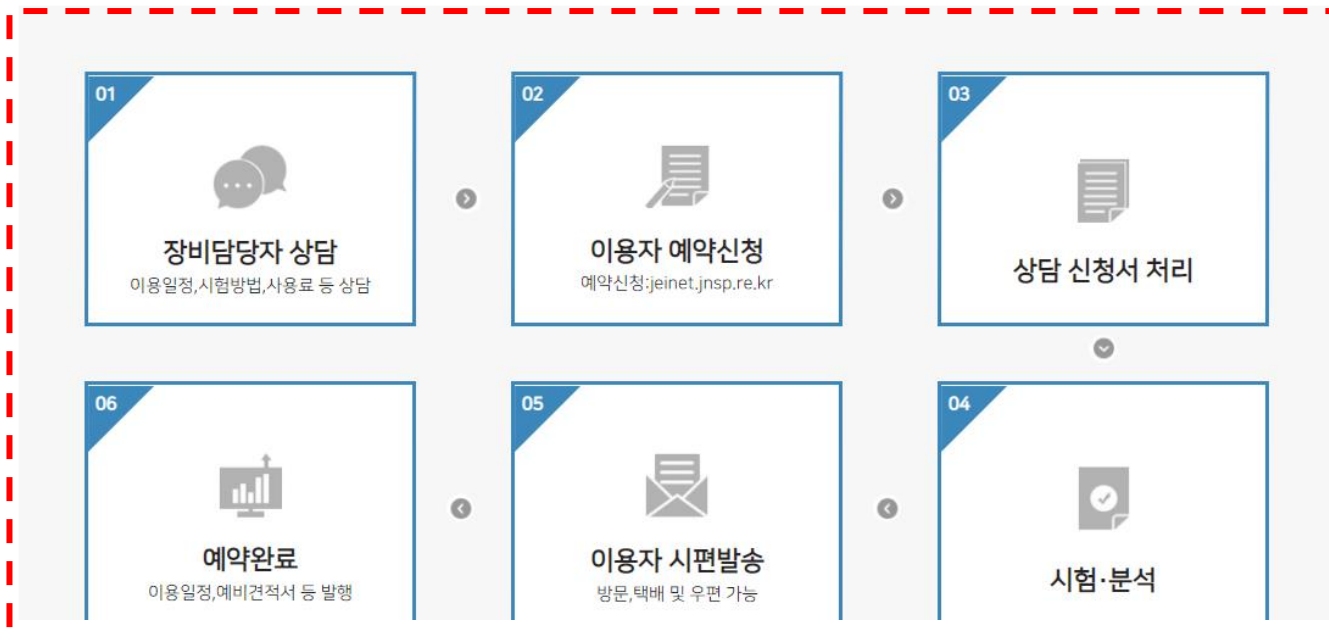 01
장비담당자 상담
이용일정,시험방법,사용료 등 상담
02
이용자 예약신청
예약신청:jeinet.jnsp.re.kr
03
상담 신청서 처리
04
시험·분석
05
이용자 시편발송
방문,택배 및 우편 가능
06
예약완료
이용일정,예비견적서 등 발행